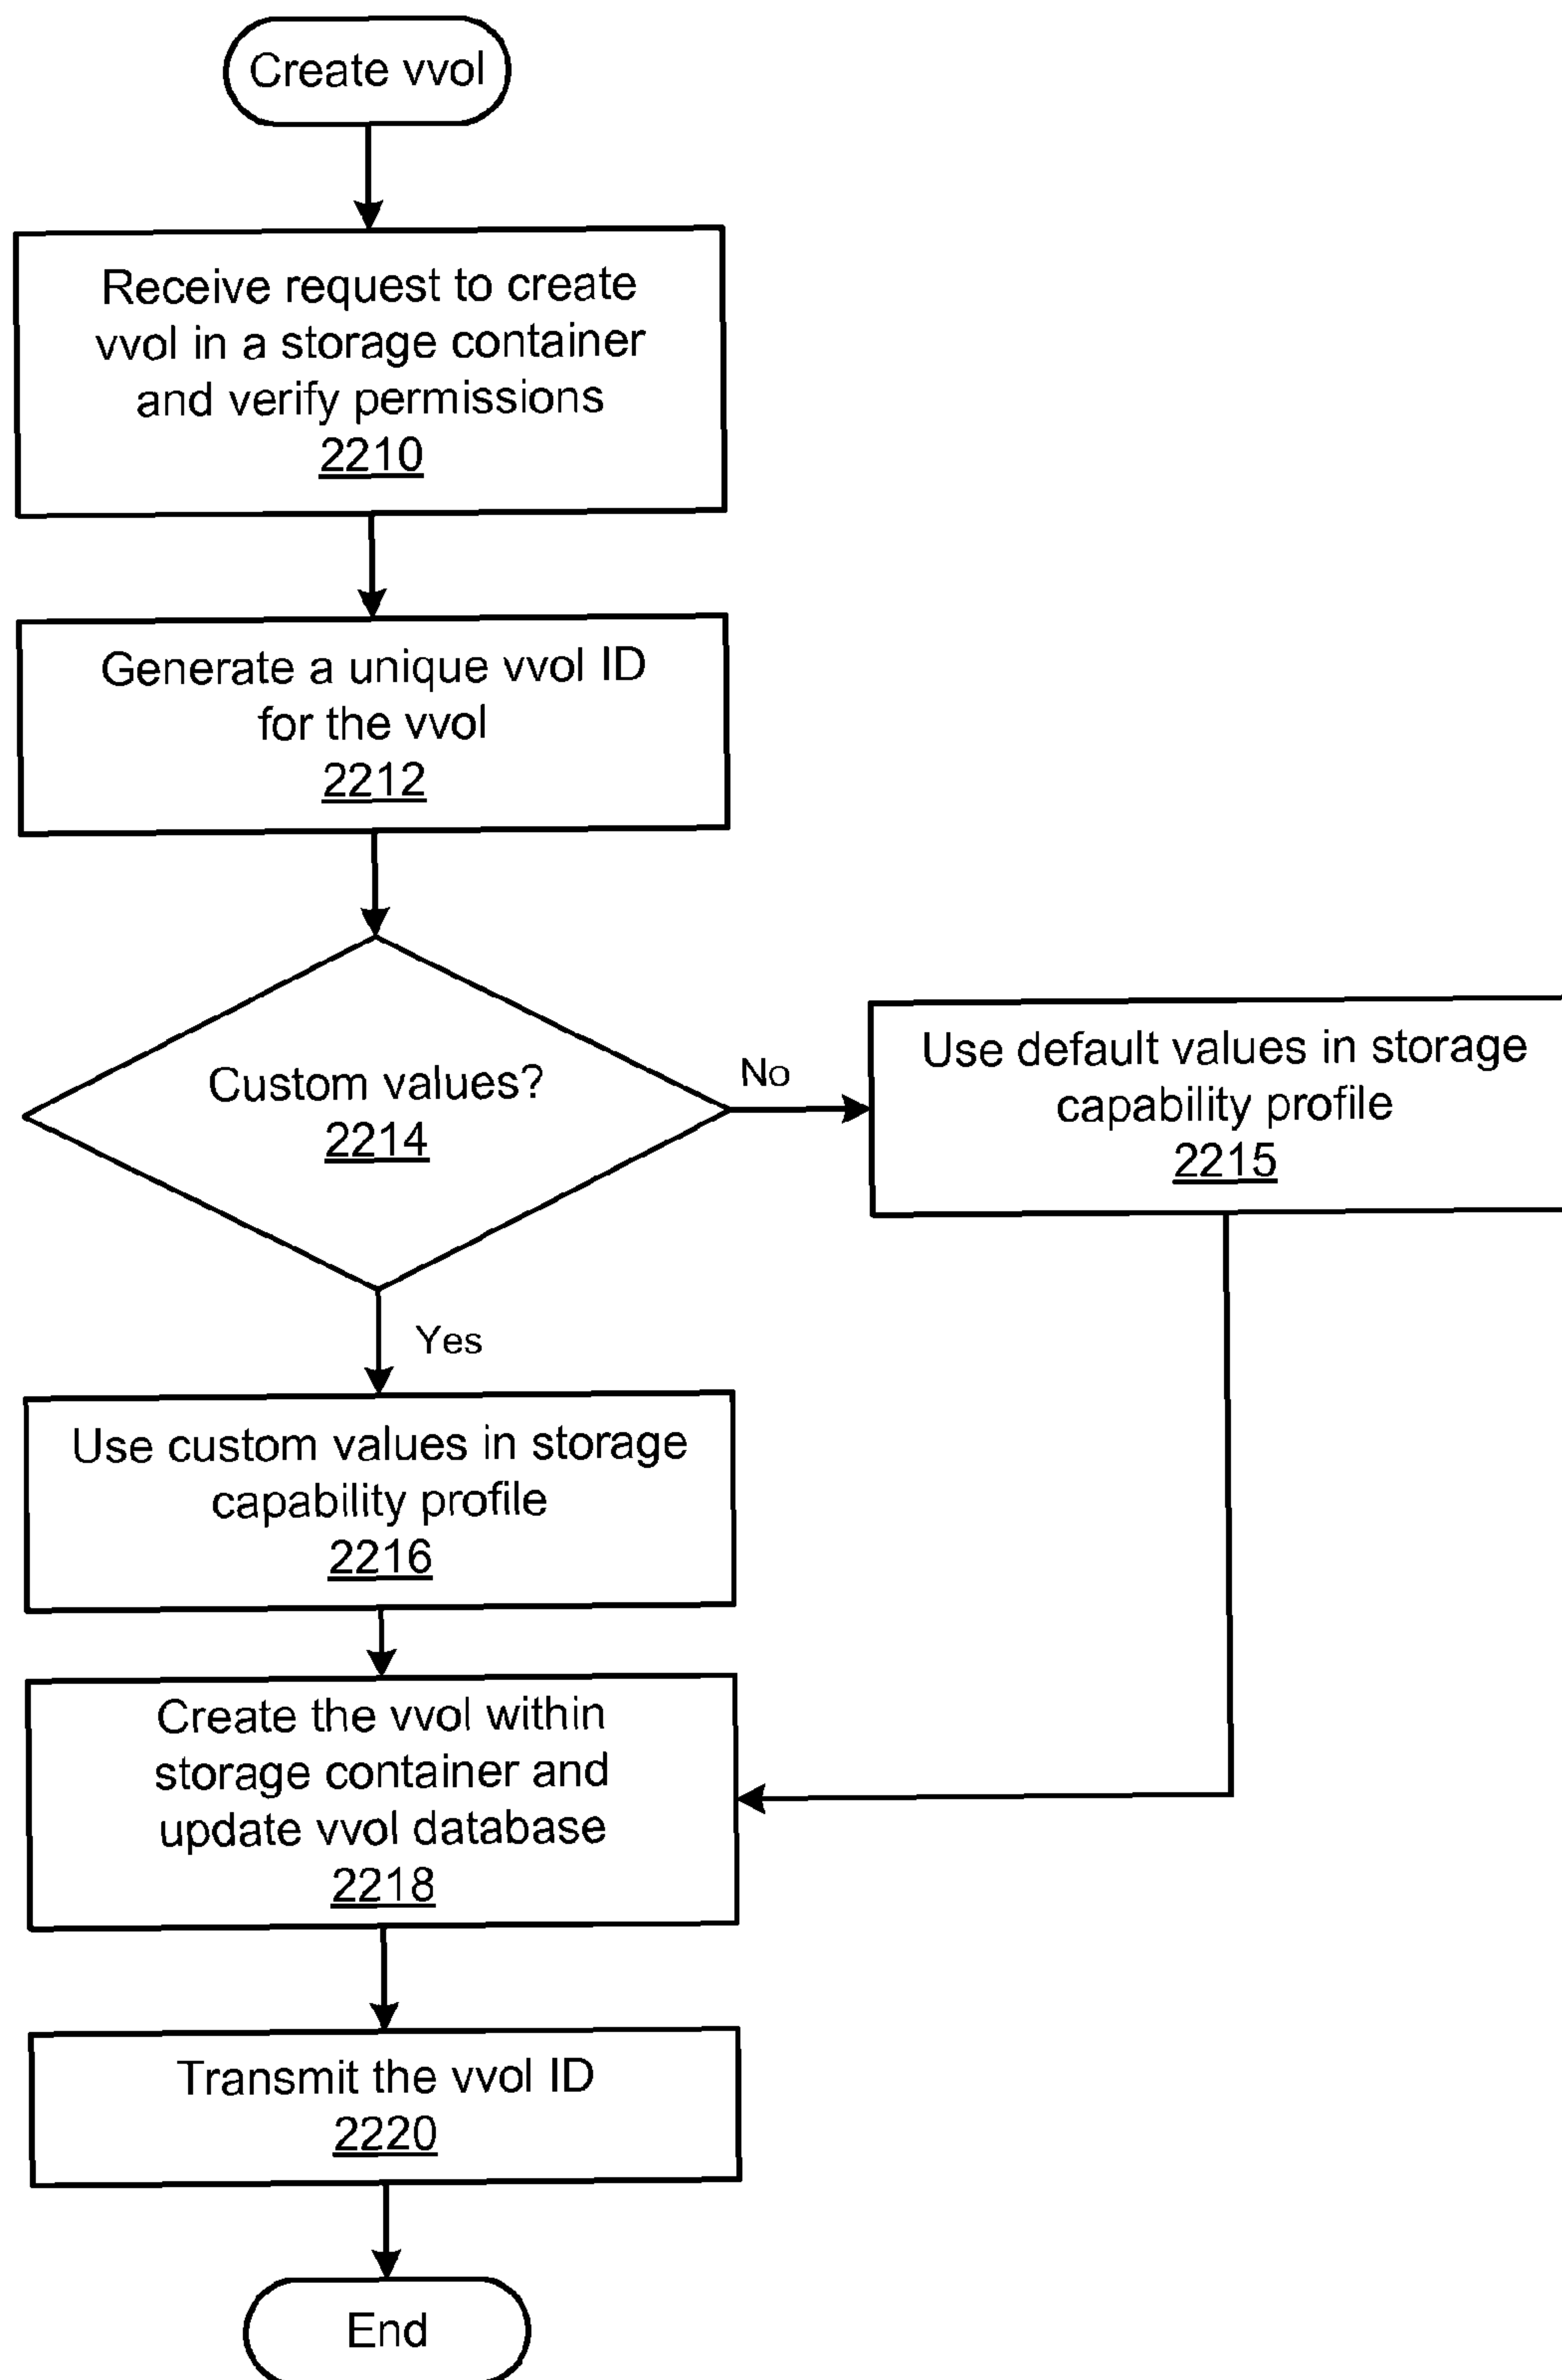 Create vvol
Receive request to create
vvol in a storage container
and verify permissions
2210
Generate a unique vvol ID
for the vvol
2212
Custom values?
2214
No
Use default values in storage
capability profile
2215
Yes
Use custom values in storage
capability profile
2216
Create the vvol within
storage container and
update vvol database
2218
Transmit the vvol ID
2220
End